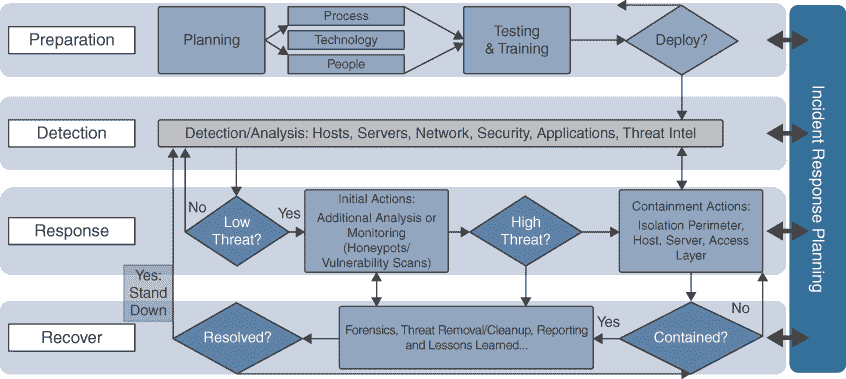 Preparation
Planning
Process
Technology
People
Testing
& Training
Deploy?
Incident Response Planning
Detection
Detection/Analysis: Hosts, Servers, Network, Security, Applications, Threat Intel
Response
No
Low
Threat?
Yes
Initial Actions:
Additional Analysis or
Monitoring
(Honeypots/
Vulnerability Scans)
High
Threat?
Containment Actions:
Isolation Perimeter,
Host, Server, Access
Layer
Yes:
Stand
Down
Recover
Resolved?
Forensics, Threat Removal/Cleanup, Reporting
and Lessons Learned...
Yes
Contained?
No